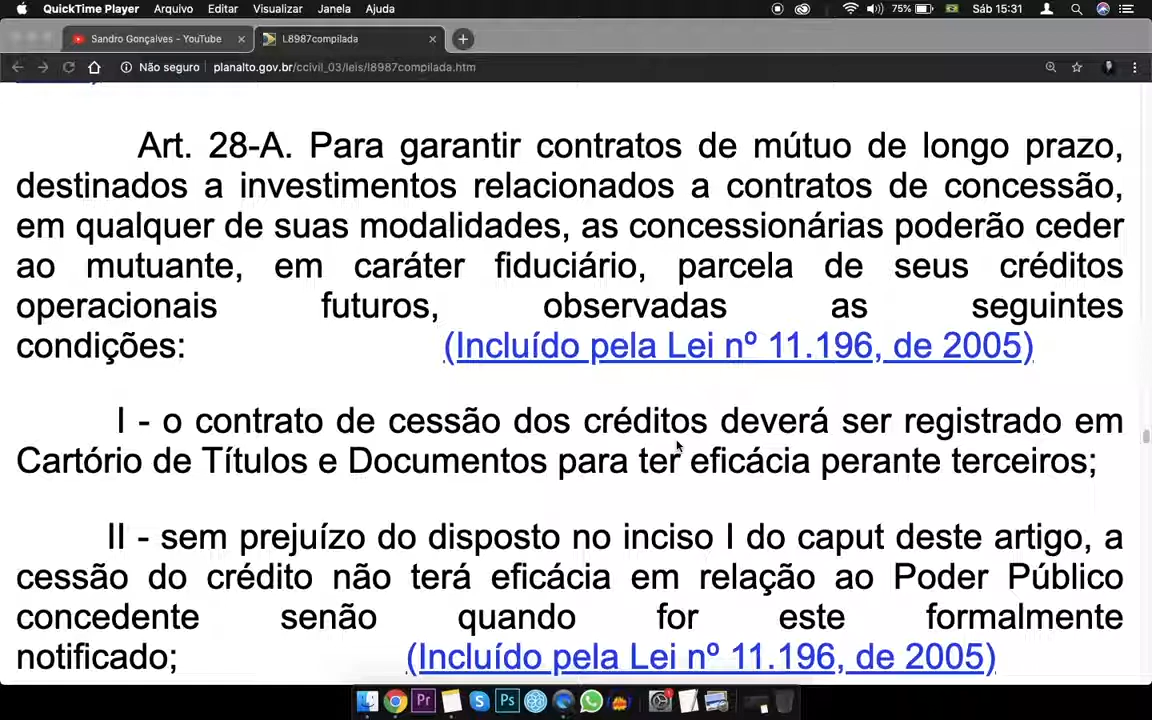 QuickTime Player Arquivo Editar Visualizar Janela Ajuda 75% Sáb 15:31
Sandro Gonçalves - YouTube × L8987compilada × +
Não seguro planalto.gov.br/ccivil_03/leis/l8987compilada.htm
Art. 28-A. Para garantir contratos de mútuo de longo prazo,
destinados a investimentos relacionados a contratos de concessão,
em qualquer de suas modalidades, as concessionárias poderão ceder
ao mutuante, em caráter fiduciário, parcela de seus créditos
operacionais futuros, observadas as seguintes
condições: (Incluído pela Lei nº 11.196, de 2005)
I - o contrato de cessão dos créditos deverá ser registrado em
Cartório de Títulos e Documentos para ter eficácia perante terceiros;
II - sem prejuízo do disposto no inciso I do caput deste artigo, a
cessão do crédito não terá eficácia em relação ao Poder Público
concedente senão quando for este formalmente
notificado; (Incluído pela Lei nº 11.196, de 2005)
Pr Ps